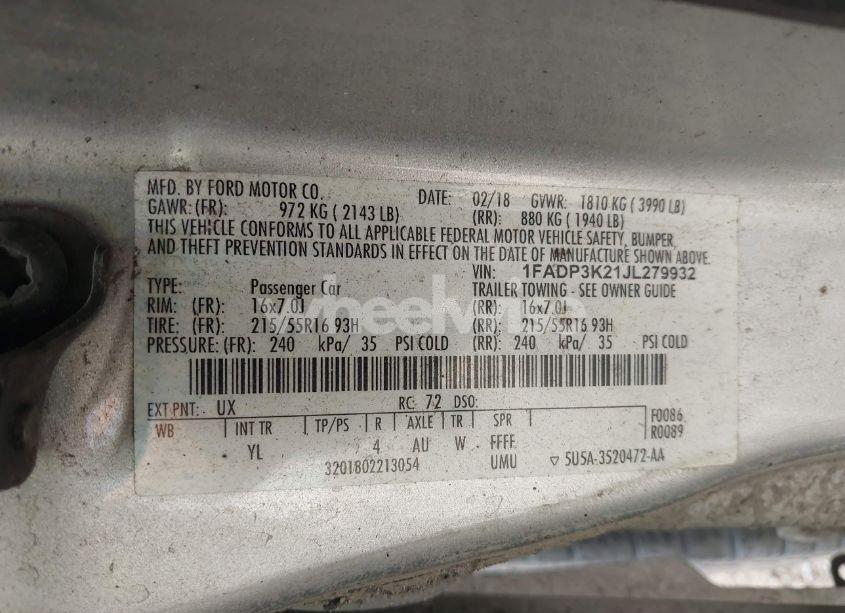 MFD. BY FORD MOTOR CO. DATE: 02/18 GVWR: 1810 KG ( 3990 LB)
GAWR: (FR): 972 KG ( 2143 LB) (RR): 880 KG ( 1940 LB)
THIS VEHICLE CONFORMS TO ALL APPLICABLE FEDERAL MOTOR VEHICLE SAFETY, BUMPER,
AND THEFT PREVENTION STANDARDS IN EFFECT ON THE DATE OF MANUFACTURE SHOWN ABOVE.
VIN: 1FADP3K21JL279932
TYPE: Passenger Car TRAILER TOWING - SEE OWNER GUIDE
RIM: (FR): 16x7.0J (RR): 16x7.0J
TIRE: (FR): 215/55R16 93H (RR): 215/55R16 93H
PRESSURE: (FR): 240 kPa/ 35 PSI COLD (RR): 240 kPa/ 35 PSI COLD
EXT PNT: UX RC: 72 DSO: F0086
WB INT TR TP/PS R AXLE TR SPR R0089
YL 4 AU W FFFF
3201802213054 UMU ▽ 5U5A-3520472-AA